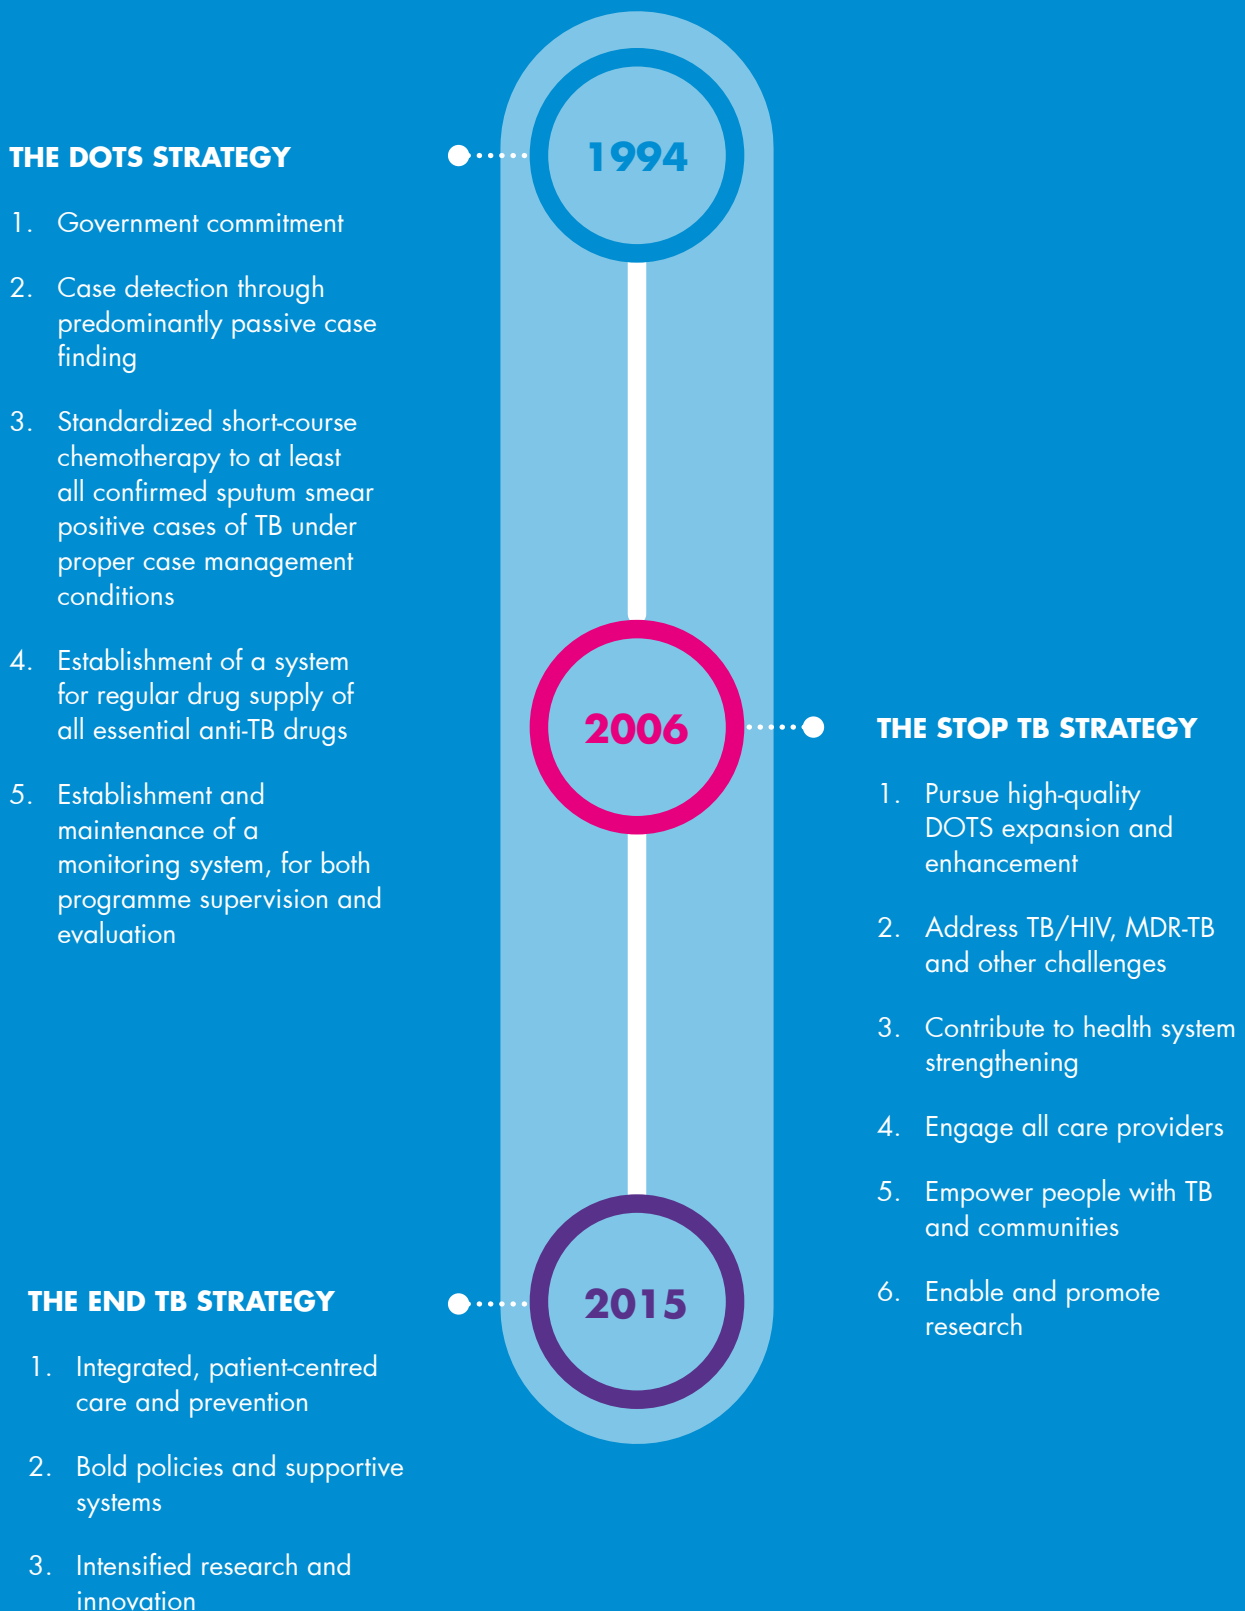 1994
THE DOTS STRATEGY
1. Government commitment
2. Case detection through
predominantly passive case
finding
3. Standardized short-course
chemotherapy to at least
all confirmed sputum smear
positive cases of TB under
proper case management
conditions
4. Establishment of a system
for regular drug supply of
all essential anti-TB drugs
5. Establishment and
maintenance of a
monitoring system, for both
programme supervision and
evaluation
2006
THE STOP TB STRATEGY
1. Pursue high-quality
DOTS expansion and
enhancement
2. Address TB/HIV, MDR-TB
and other challenges
3. Contribute to health system
strengthening
4. Engage all care providers
5. Empower people with TB
and communities
6. Enable and promote
research
2015
THE END TB STRATEGY
1. Integrated, patient-centred
care and prevention
2. Bold policies and supportive
systems
3. Intensified research and
innovation